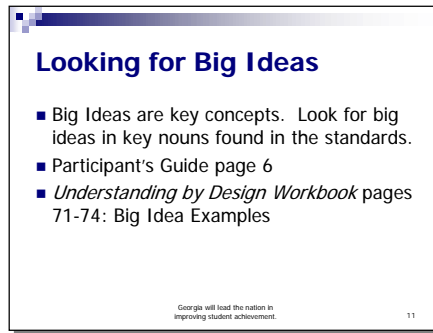 Looking for Big Ideas
Big Ideas are key concepts. Look for big
ideas in key nouns found in the standards.
Participant's Guide page 6
Understanding by Design Workbook pages
71-74: Big Idea Examples
Georgia will lead the nation in
improving student achievement.
11